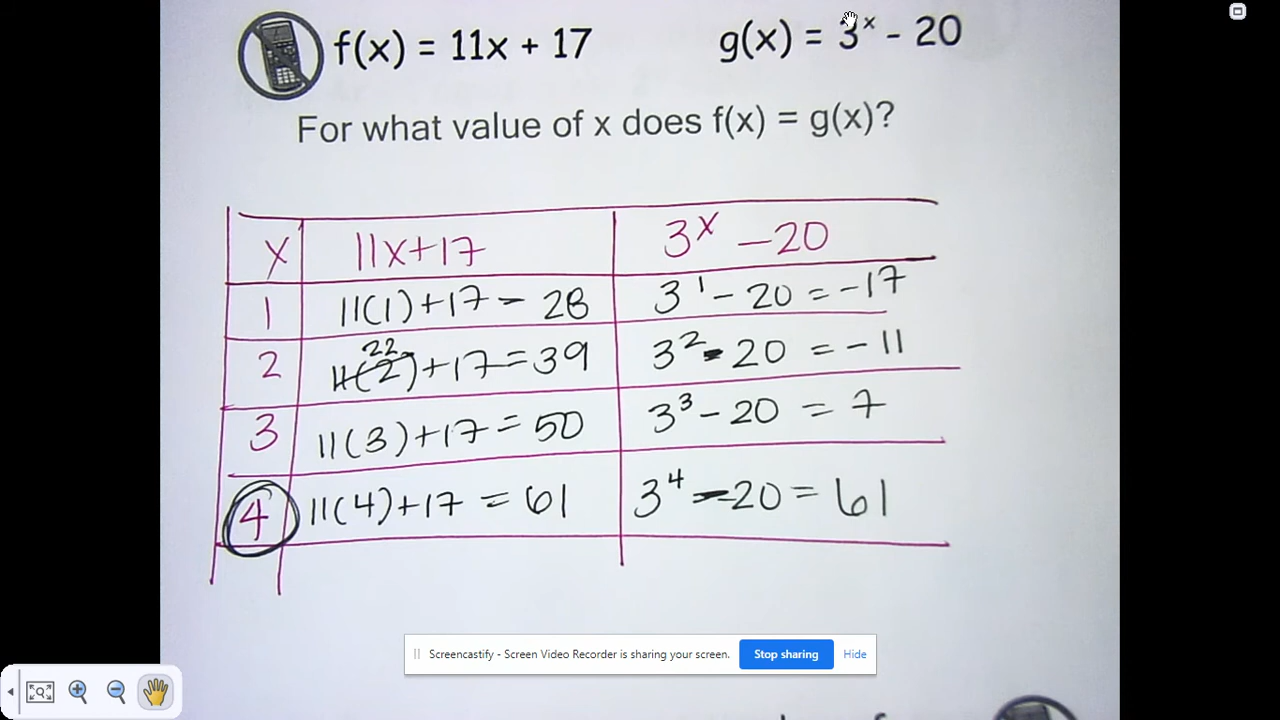 f(x) = 11x + 17 g(x) = 3ˣ - 20
For what value of x does f(x) = g(x)?
x 11x+17 3ˣ -20
1 11(1)+17 = 28 3¹ - 20 = -17
22
2 11(2)+17 = 39 3² - 20 = -11
3 11(3)+17 = 50 3³ - 20 = 7
4 11(4)+17 = 61 3⁴ - 20 = 61
Screencastify - Screen Video Recorder is sharing your screen. Stop sharing Hide